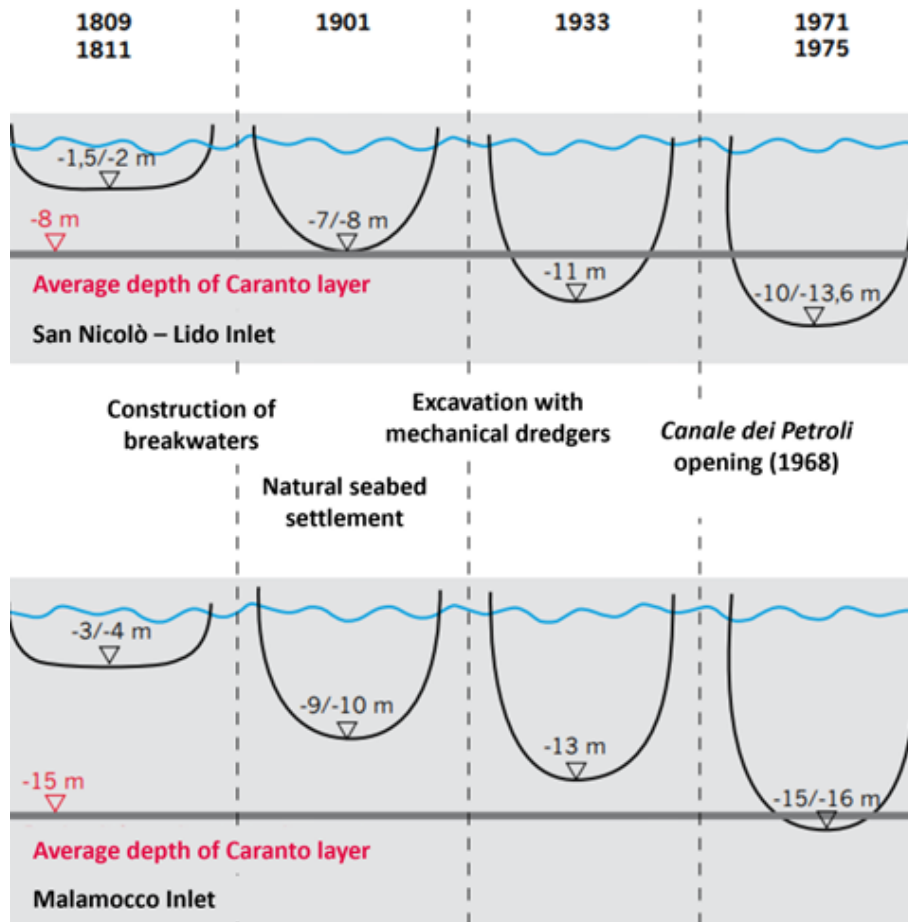 1809
1811
1901
1933
1971
1975
-1,5/-2 m
-8 m
-7/-8 m
-11 m
-10/-13,6 m
Average depth of Caranto layer
San Nicolò – Lido Inlet
Construction of
breakwaters
Natural seabed
settlement
Excavation with
mechanical dredgers
Canale dei Petroli
opening (1968)
-3/-4 m
-9/-10 m
-13 m
-15 m
-15/-16 m
Average depth of Caranto layer
Malamocco Inlet